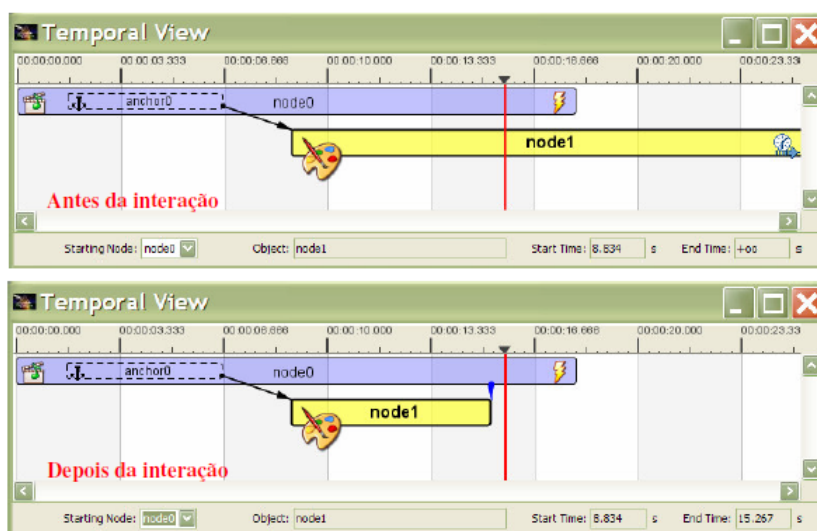 Temporal View
00:00:00.000 00:00:03.333 00:00:06.666 00:00:10.000 00:00:13.333 00:00:16.666 00:00:20.000 00:00:23.33
anchor0 node0
node1
Antes da interação
Starting Node: node0 Object: node1 Start Time: 8.834 s End Time: +oo s
Temporal View
00:00:00.000 00:00:03.333 00:00:06.666 00:00:10.000 00:00:13.333 00:00:16.666 00:00:20.000 00:00:23.33
anchor0 node0
node1
Depois da interação
Starting Node: node0 Object: node1 Start Time: 8.834 s End Time: 15.267 s